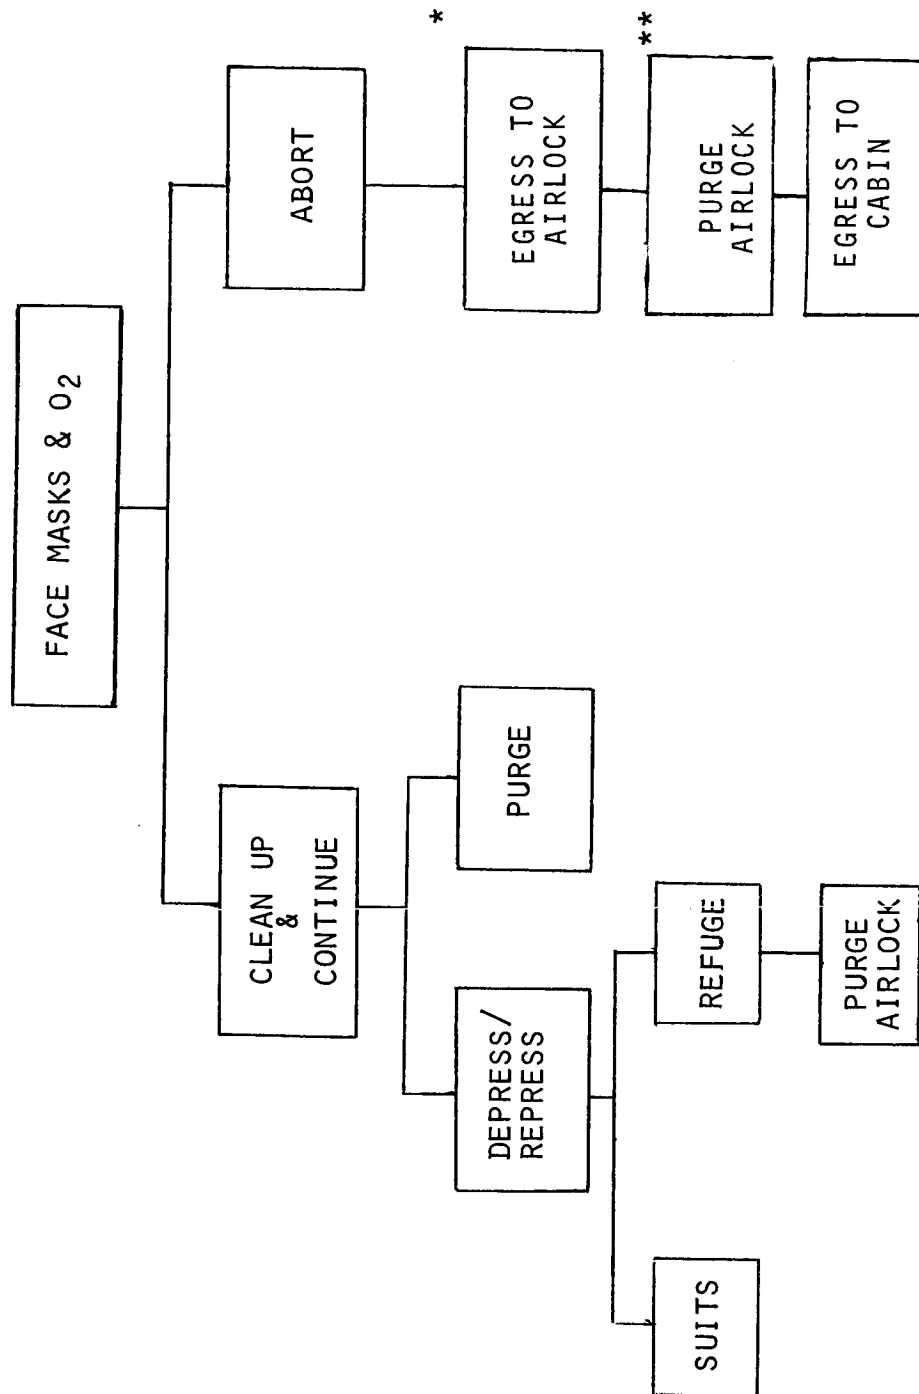 FACE MASKS & O2
CLEAN UP
&
CONTINUE
ABORT
DEPRESS/
REPRESS
PURGE
EGRESS TO
AIRLOCK
*
SUITS
REFUGE
PURGE
AIRLOCK
**
PURGE
AIRLOCK
EGRESS TO
CABIN